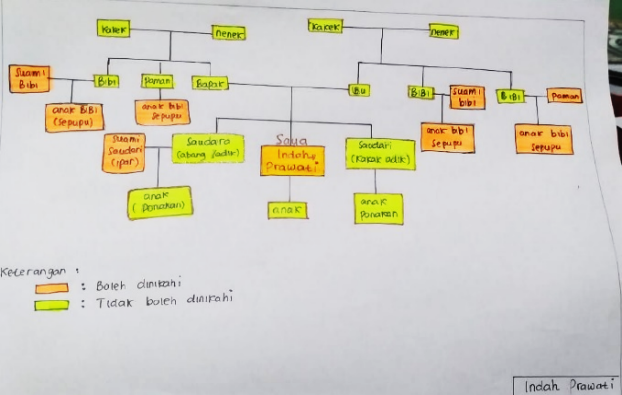 Kakek
nenek
Kakek
nenek
Suami
Bibi
Bibi
Paman
Bapak
Ibu
BIBI
Suami
bibi
BIBI
Paman
anak BIBI
(Sepupu)
anak bibi
sepupu
anak bibi
Sepupu
anak bibi
Sepupu
Suami
Saudari
(ipar)
Saudara
Saya
Indah
Prawati
Saudari
(Kakak adik)
anak
(Ponakan)
anak
anak
Ponakan
Keterangan :
: Boleh dinikahi
: Tidak boleh dinikahi
Indah Prawati